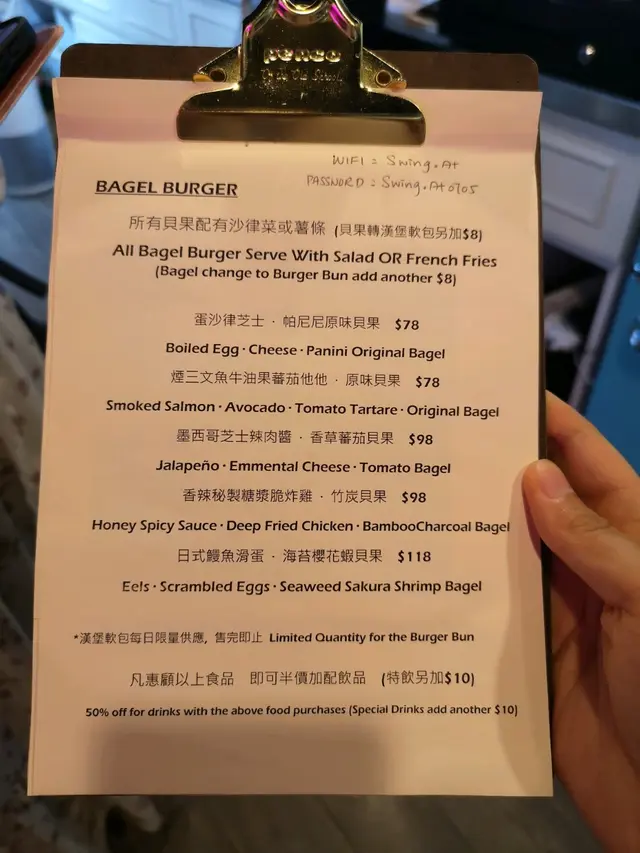 penco
WIFI = Swing.At
PASSWORD : Swing.At0705
BAGEL BURGER
所有貝果配有沙律菜或薯條 (貝果轉漢堡軟包另加$8)
All Bagel Burger Serve With Salad OR French Fries
(Bagel change to Burger Bun add another $8)
蛋沙律芝士 · 帕尼尼原味貝果 $78
Boiled Egg · Cheese · Panini Original Bagel
煙三文魚牛油果蕃茄他他 · 原味貝果 $78
Smoked Salmon · Avocado · Tomato Tartare · Original Bagel
墨西哥芝士辣肉醬 · 香草蕃茄貝果 $98
Jalapeño · Emmental Cheese · Tomato Bagel
香辣秘製糖漿脆炸雞 · 竹炭貝果 $98
Honey Spicy Sauce · Deep Fried Chicken · BambooCharcoal Bagel
日式鰻魚滑蛋 · 海苔櫻花蝦貝果 $118
Eels · Scrambled Eggs · Seaweed Sakura Shrimp Bagel
*漢堡軟包每日限量供應, 售完即止 Limited Quantity for the Burger Bun
凡惠顧以上食品 即可半價加配飲品 (特飲另加$10)
50% off for drinks with the above food purchases (Special Drinks add another $10)